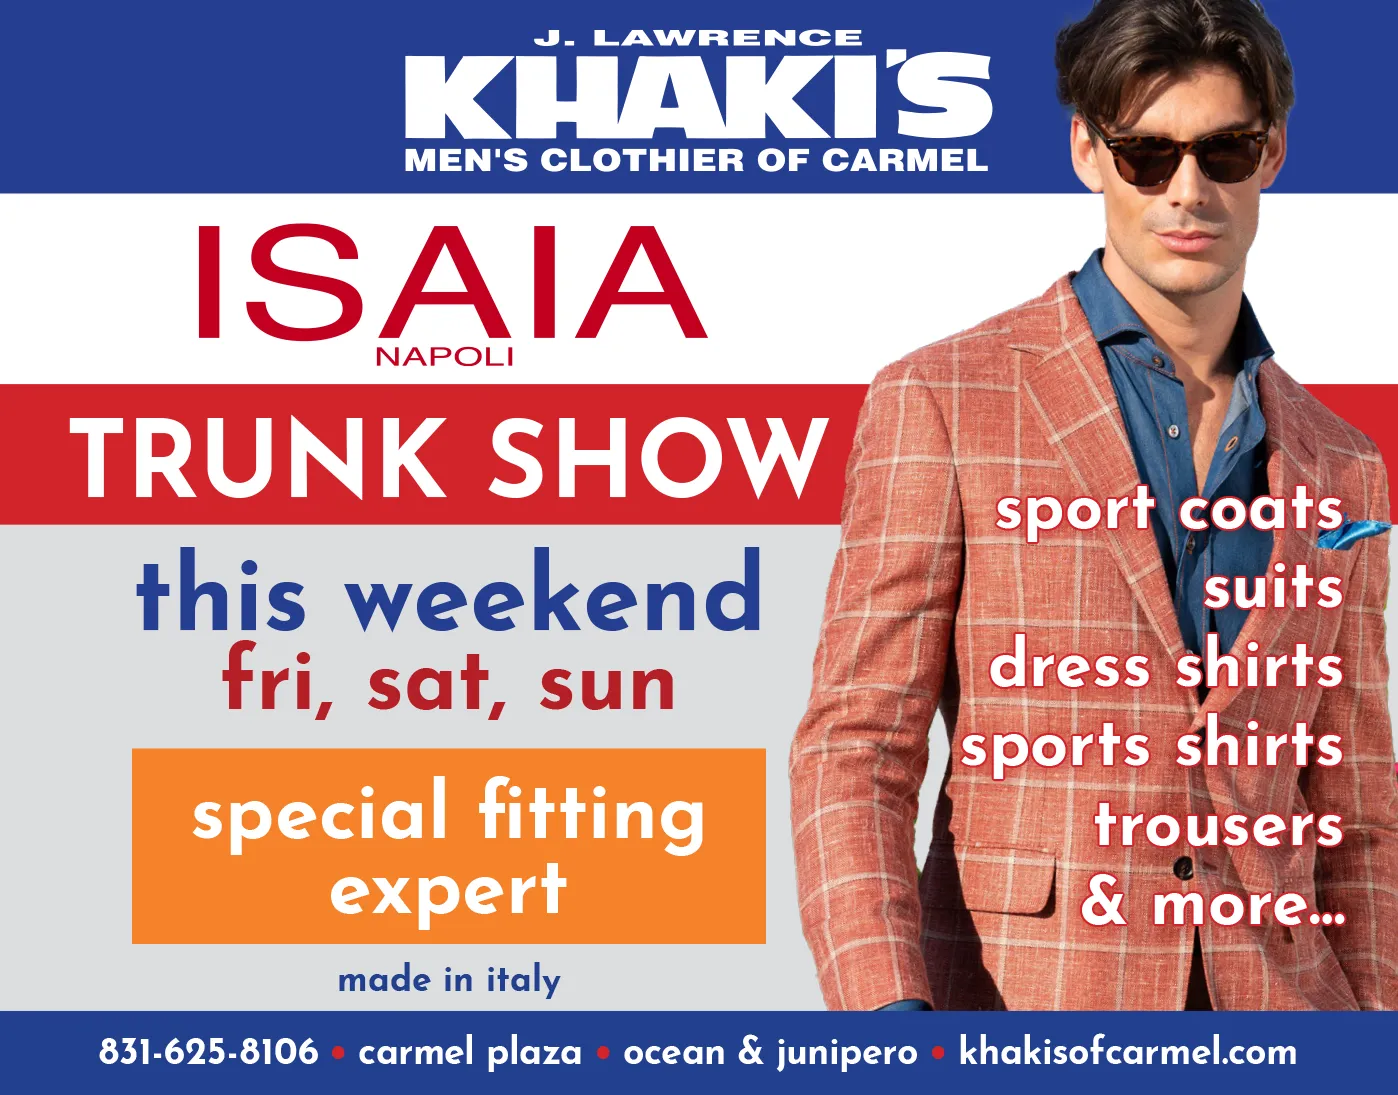 J. LAWRENCE
KHAKI'S
MEN'S CLOTHIER OF CARMEL
ISAIA
NAPOLI
TRUNK SHOW
this weekend
fri, sat, sun
special fitting
expert
made in italy
sport coats
suits
dress shirts
sports shirts
trousers
& more...
831-625-8106 • carmel plaza • ocean & junipero • khakisofcarmel.com